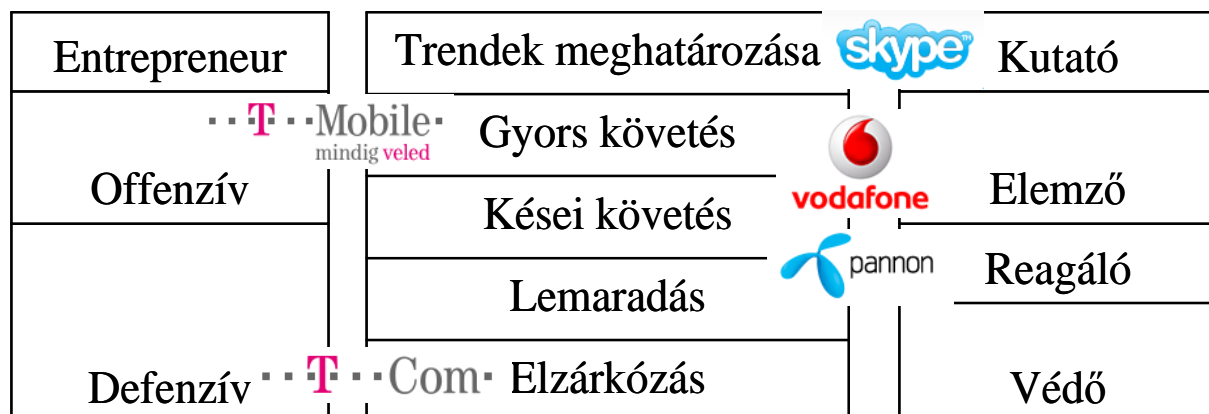 Entrepreneur
Trendek meghatározása
skype™
Kutató
··T··Mobile·
mindig veled
Gyors követés
vodafone
Offenzív
Kései követés
Elemző
pannon
Reagáló
Lemaradás
Defenzív
··T··Com·
Elzárkózás
Védő